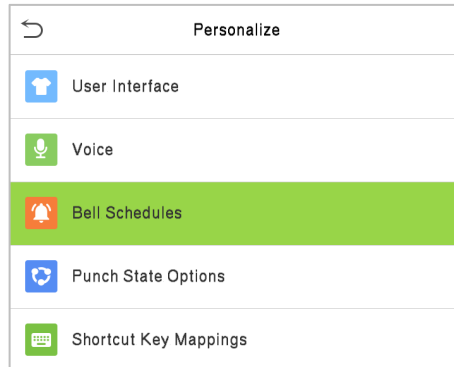 Personalize
User Interface
Voice
Bell Schedules
Punch State Options
Shortcut Key Mappings